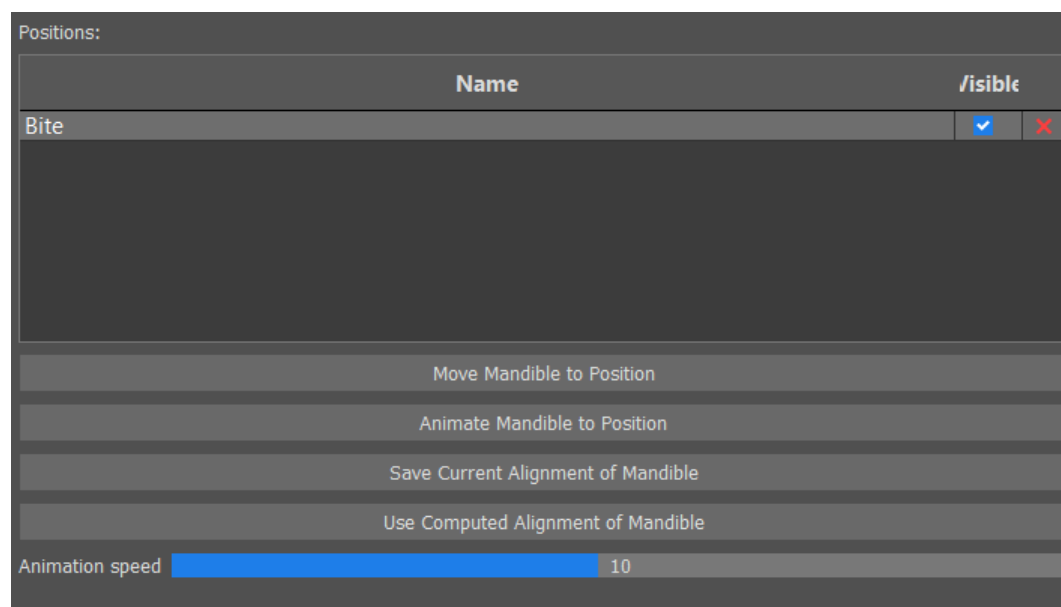 Positions:
Name Visible
Bite
Move Mandible to Position
Animate Mandible to Position
Save Current Alignment of Mandible
Use Computed Alignment of Mandible
Animation speed 10